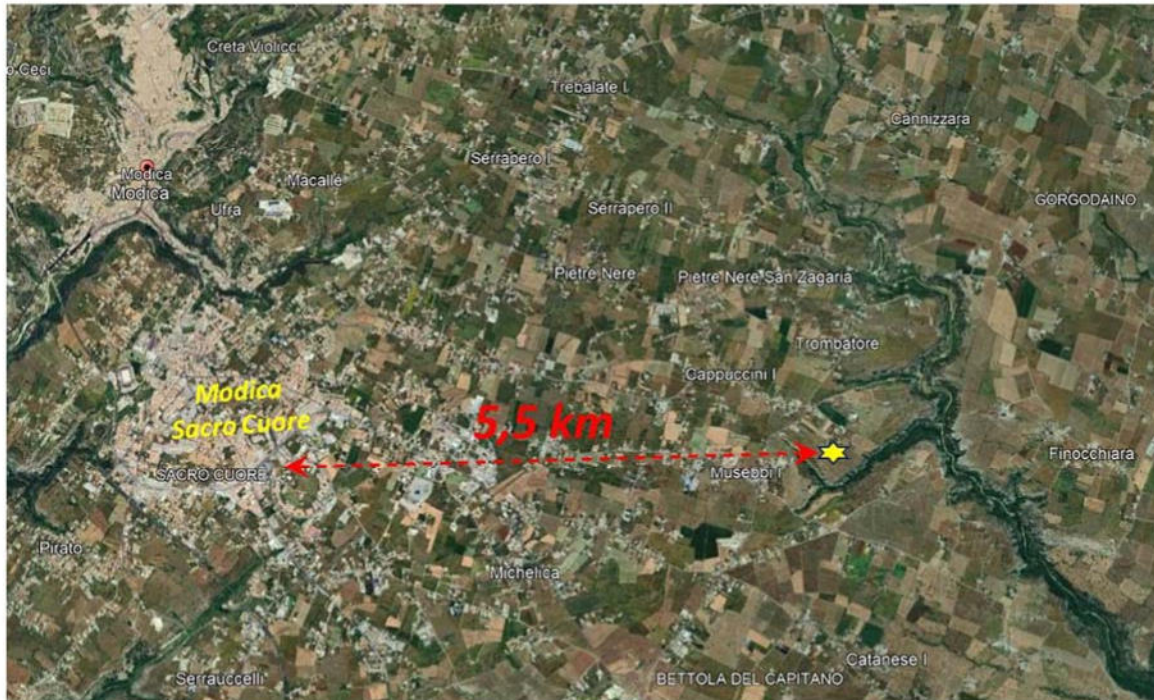 Creta Violicci
o Ceci
Trebalate I
Cannizzara
Serrapero I
Modica
Modica
Macallè
Ufra
Serrapero II
GORGODAINO
Pietre Nere
Pietre Nere San Zagaria
Trombatore
Cappuccini I
Modica
Sacro Cuore
5,5 km
SACRO CUORE
Musebbi I
Finocchiara
Pirato
Michelica
Serrauccelli
Catanese I
BETTOLA DEL CAPITANO